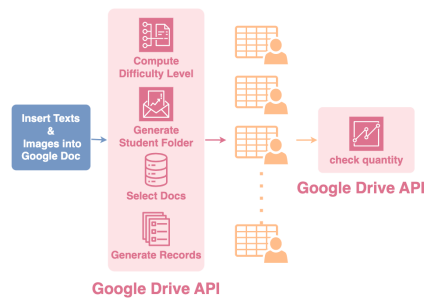 Insert Texts
&
Images into
Google Doc
Compute
Difficulty Level
Generate
Student Folder
Select Docs
Generate Records
Google Drive API
check quantity
Google Drive API